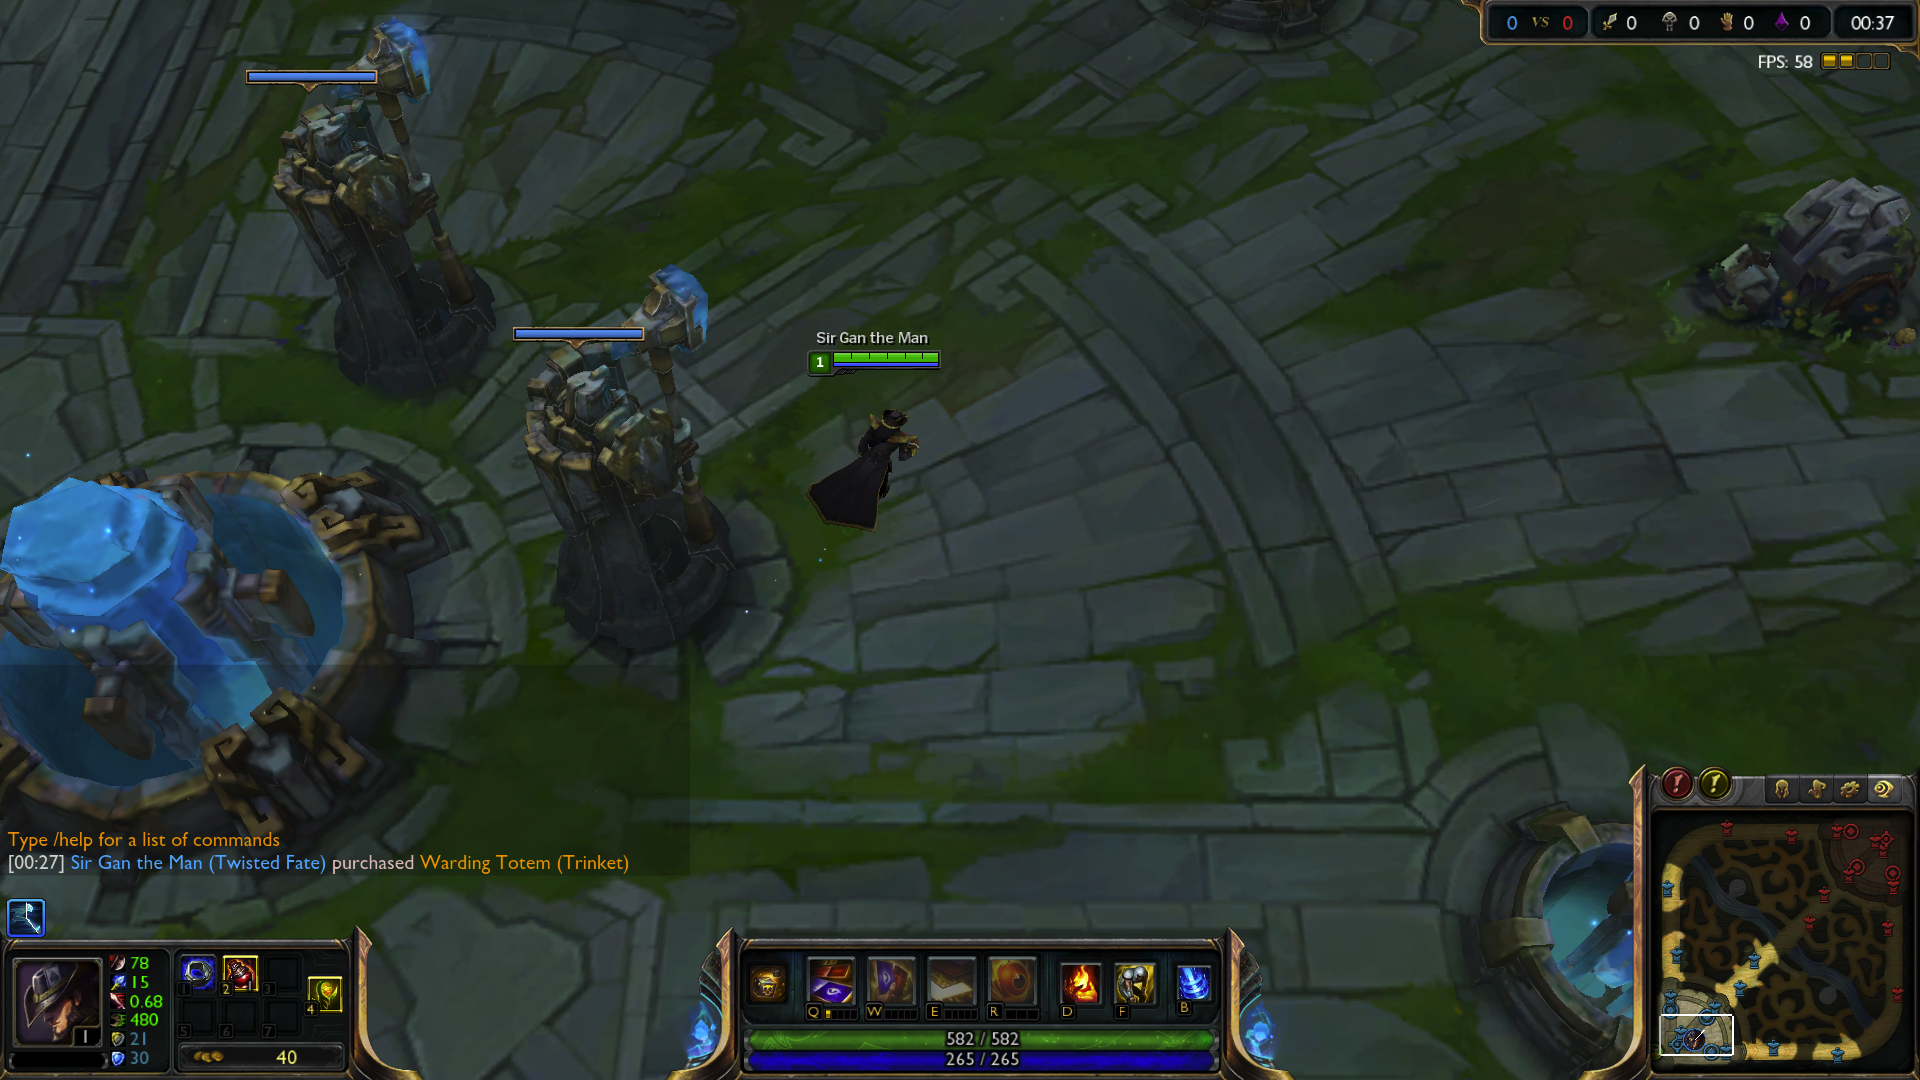 0 VS 0 0 0 0 0 00:37
FPS: 58
Sir Gan the Man
1
Type /help for a list of commands
[00:27] Sir Gan the Man (Twisted Fate) purchased Warding Totem (Trinket)
78
15
0.68
480
21
30
1
1 2 3
4
5 6 7
40
Q W E R D F B
582 / 582
265 / 265